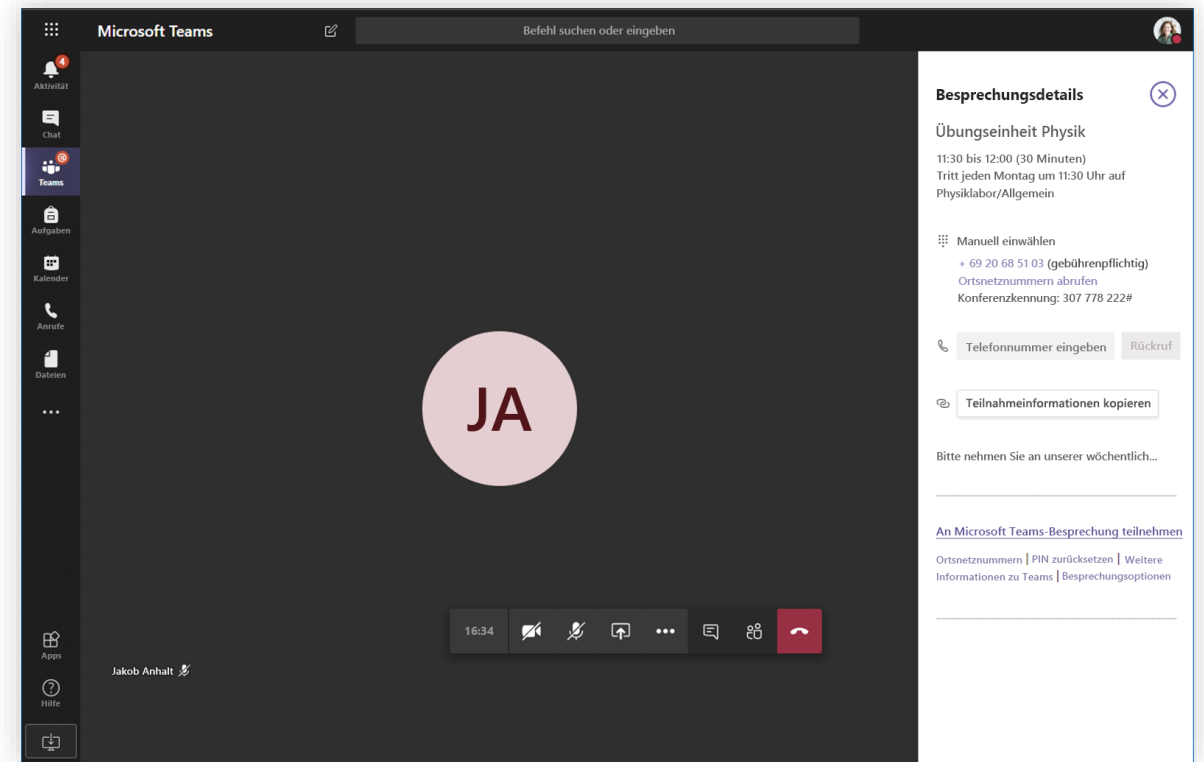 Microsoft Teams
Befehl suchen oder eingeben
4
Aktivität
Chat
@
Teams
Aufgaben
Kalender
Anrufe
Dateien
Apps
Hilfe
JA
16:34
Jakob Anhalt
Besprechungsdetails
Übungseinheit Physik
11:30 bis 12:00 (30 Minuten)
Tritt jeden Montag um 11:30 Uhr auf
Physiklabor/Allgemein
Manuell einwählen
+ 69 20 68 51 03 (gebührenpflichtig)
Ortsnetznummern abrufen
Konferenzkennung: 307 778 222#
Telefonnummer eingeben Rückruf
Teilnahmeinformationen kopieren
Bitte nehmen Sie an unserer wöchentlich...
An Microsoft Teams-Besprechung teilnehmen
Ortsnetznummern | PIN zurücksetzen | Weitere
Informationen zu Teams | Besprechungsoptionen